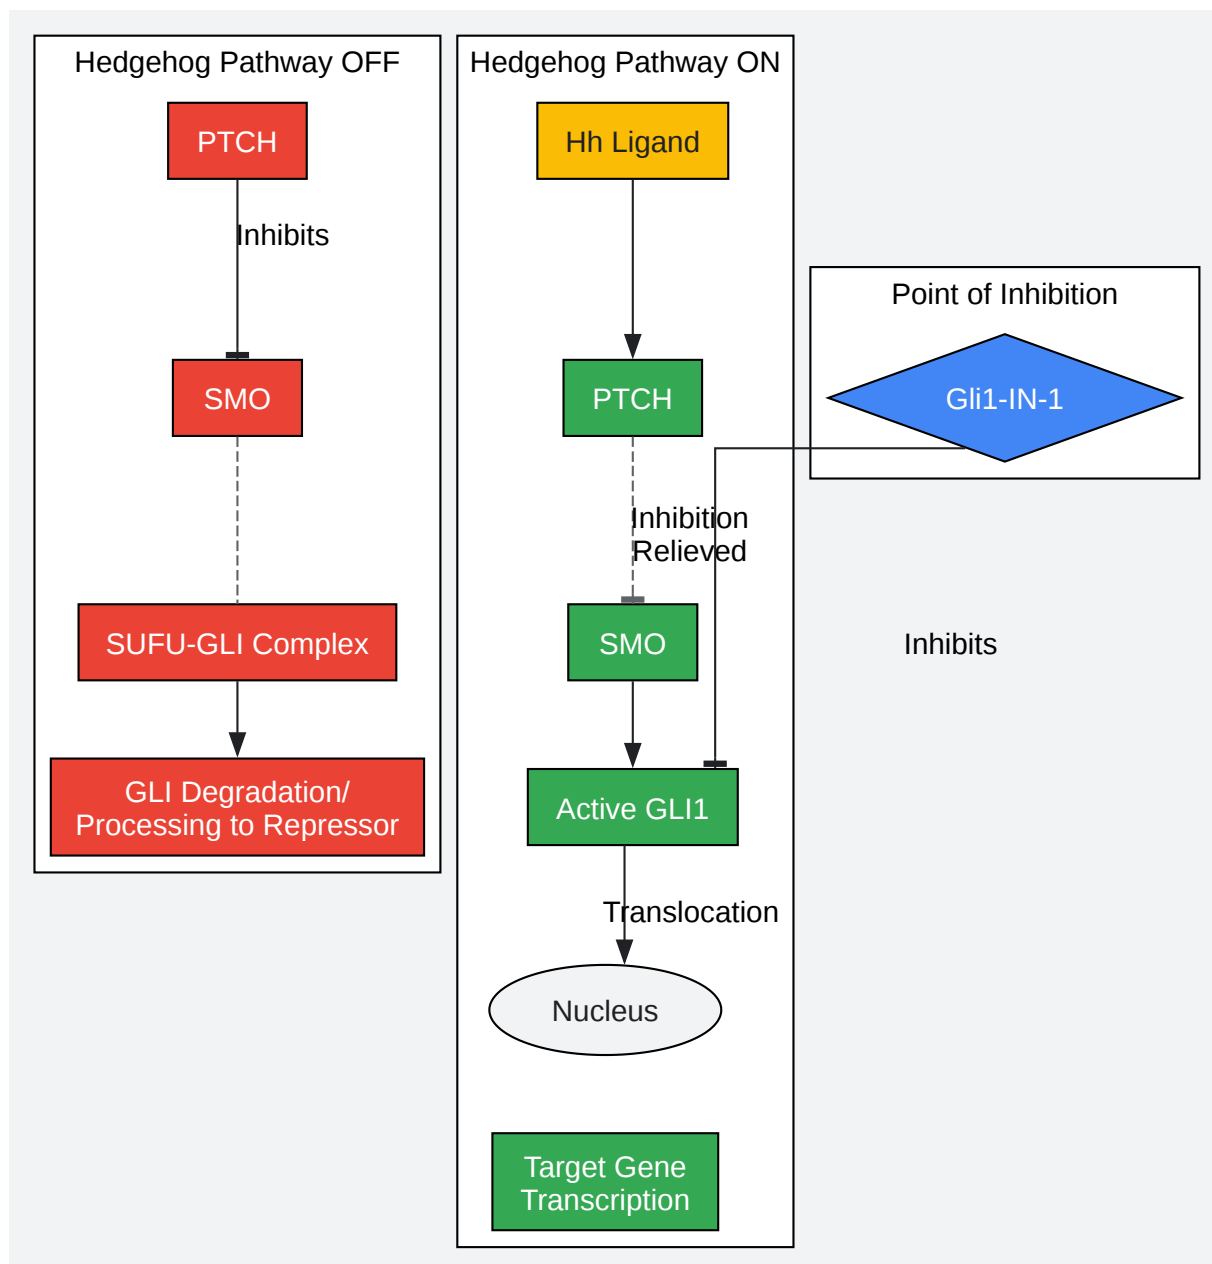 Hedgehog Pathway OFF
PTCH
Inhibits
SMO
SUFU-GLI Complex
GLI Degradation/
Processing to Repressor
Hedgehog Pathway ON
Hh Ligand
PTCH
Inhibition
Relieved
SMO
Active GLI1
Translocation
Nucleus
Target Gene
Transcription
Point of Inhibition
Gli1-IN-1
Inhibits